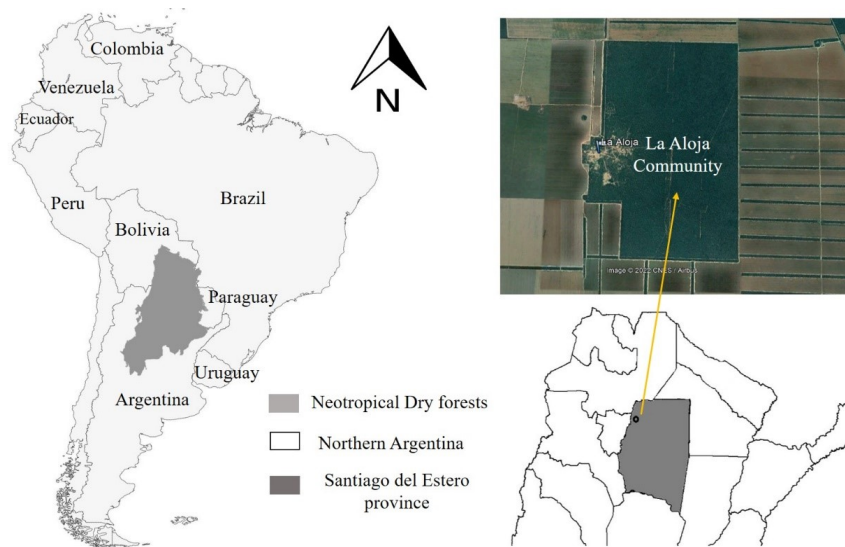 Colombia
Venezuela
Ecuador
Peru
Brazil
Bolivia
Paraguay
Uruguay
Argentina
N
Neotropical Dry forests
Northern Argentina
Santiago del Estero
province
La Aloja
La Aloja
Community
Image © 2022 CNES / Airbus